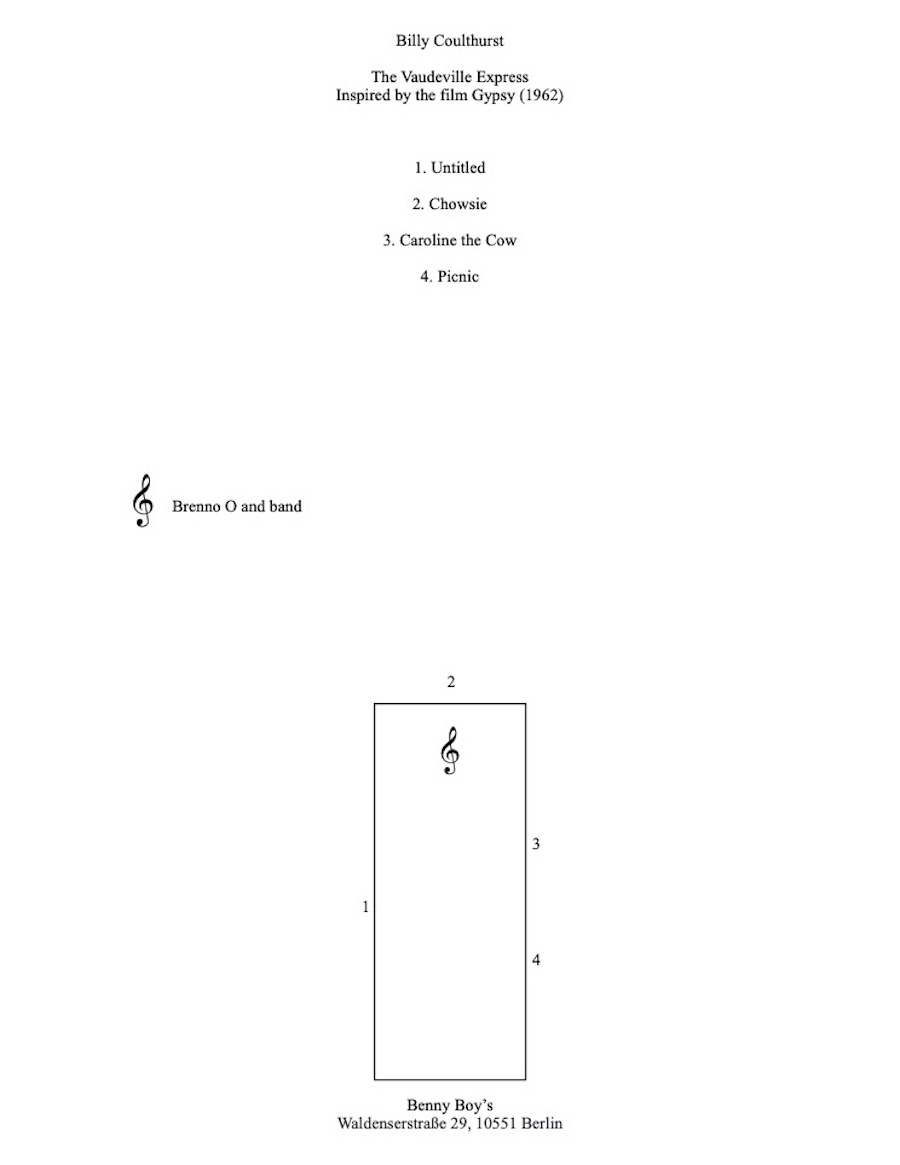 Billy Coulthurst
The Vaudeville Express
Inspired by the film Gypsy (1962)
1. Untitled
2. Chowsie
3. Caroline the Cow
4. Picnic
Brenno O and band
2
3
1
4
Benny Boy’s
Waldenserstraße 29, 10551 Berlin